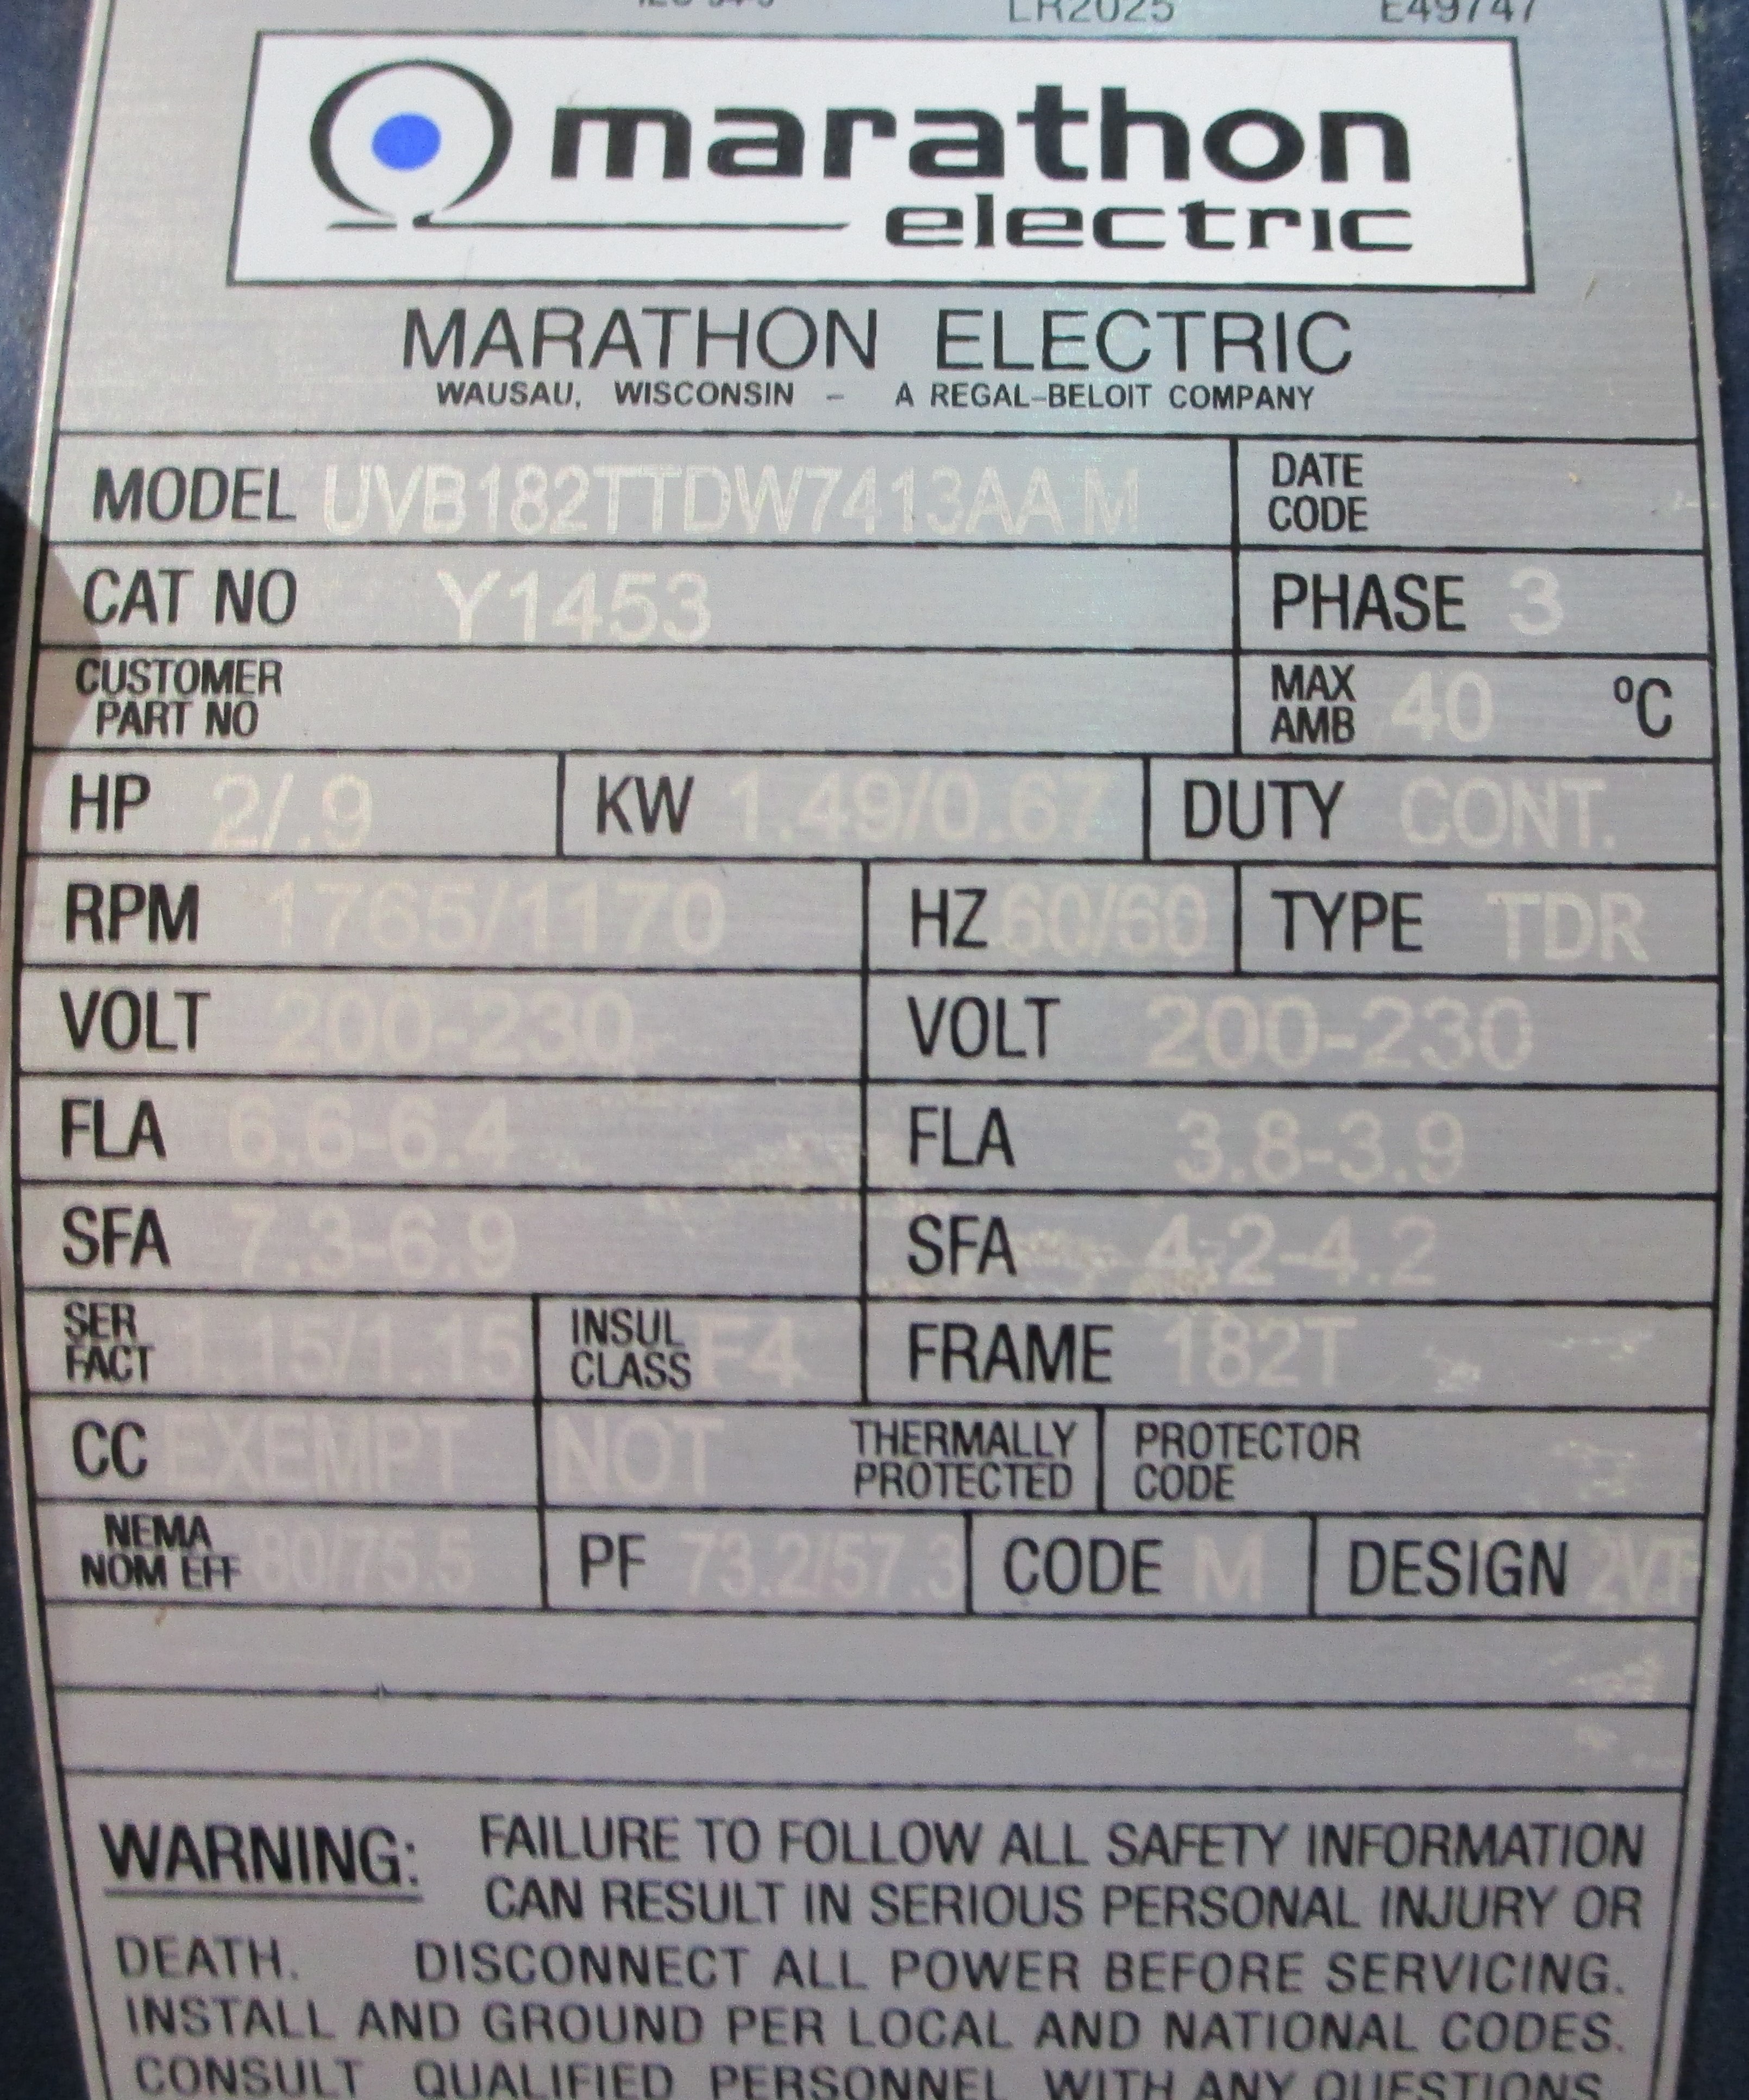 LR2025 E49747
marathon
electric
MARATHON ELECTRIC
WAUSAU, WISCONSIN - A REGAL-BELOIT COMPANY
MODEL UVB182TTDW7413AA M DATE CODE
CAT NO Y1453 PHASE 3
CUSTOMER PART NO MAX AMB 40 ºC
HP 2/.9 KW 1.49/0.67 DUTY CONT.
RPM 1765/1170 HZ 60/60 TYPE TDR
VOLT 200-230 VOLT 200-230
FLA 6.6-6.4 FLA 3.8-3.9
SFA 7.3-6.9 SFA 4.2-4.2
SER FACT 1.15/1.15 INSUL CLASS F4 FRAME 182T
CC EXEMPT NOT THERMALLY PROTECTED PROTECTOR CODE
NEMA NOM EFF 80/75.5 PF 73.2/57.3 CODE M DESIGN
WARNING: FAILURE TO FOLLOW ALL SAFETY INFORMATION
CAN RESULT IN SERIOUS PERSONAL INJURY OR
DEATH. DISCONNECT ALL POWER BEFORE SERVICING.
INSTALL AND GROUND PER LOCAL AND NATIONAL CODES.
CONSULT QUALIFIED PERSONNEL WITH ANY QUESTIONS.